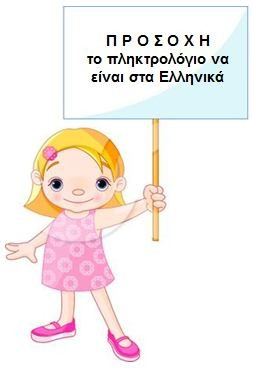 Π Ρ Ο Σ Ο Χ Η
το πληκτρολόγιο να
είναι στα Ελληνικά